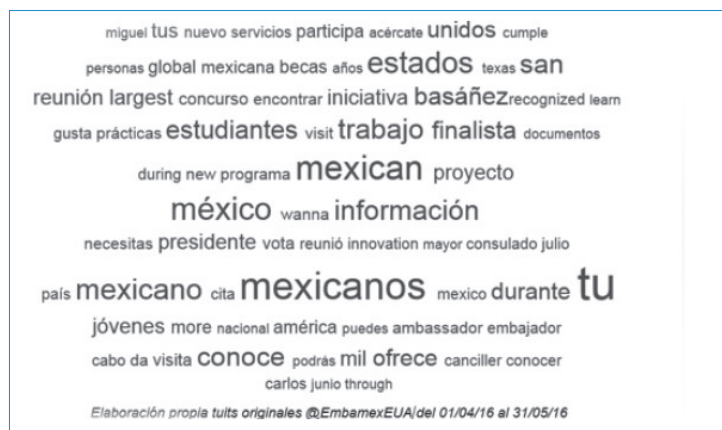 miguel tus nuevo servicios participa acércate unidos cumple
personas global mexicana becas años estados texas san
reunión largest concurso encontrar iniciativa basáñez recognized learn
gusta prácticas estudiantes visit trabajo finalista documentos
during new programa mexican proyecto
méxico wanna información
necesitas presidente vota reunió innovation mayor consulado julio
país mexicano cita mexicanos mexico durante tu
jóvenes more nacional américa puedes ambassador embajador
cabo da visita conoce podrás mil ofrece canciller conocer
carlos junio through
Elaboración propia tuits originales @EmbamexEUA/del 01/04/16 al 31/05/16